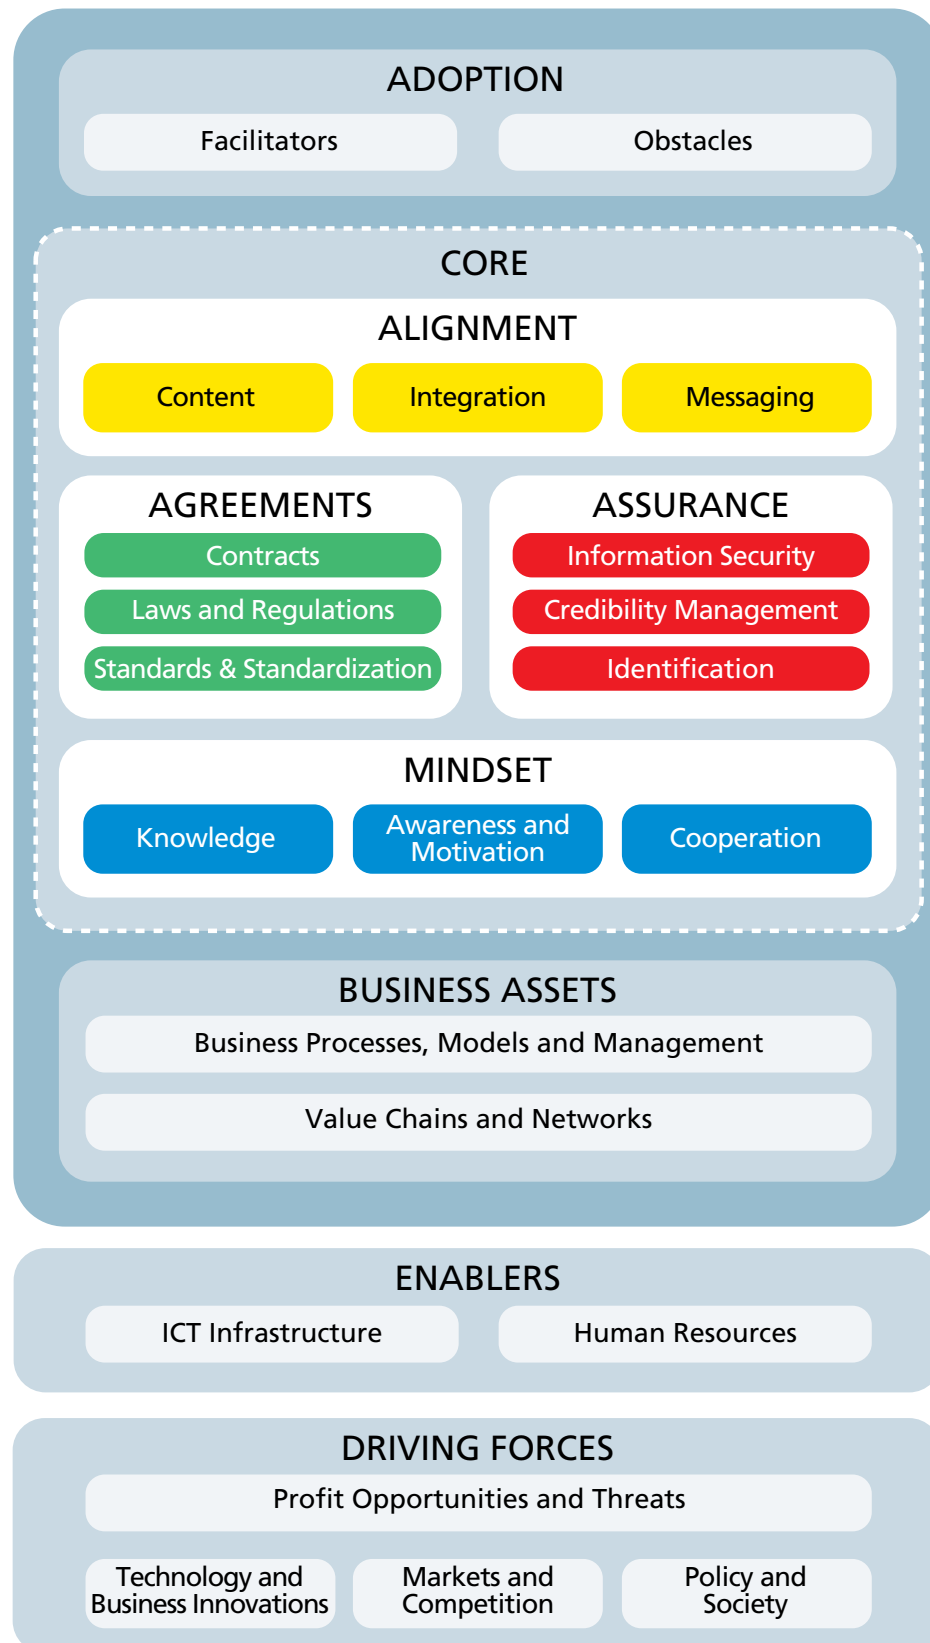 ADOPTION
Facilitators
Obstacles
CORE
ALIGNMENT
Content
Integration
Messaging
AGREEMENTS
Contracts
Laws and Regulations
Standards & Standardization
ASSURANCE
Information Security
Credibility Management
Identification
MINDSET
Knowledge
Awareness and
Motivation
Cooperation
BUSINESS ASSETS
Business Processes, Models and Management
Value Chains and Networks
ENABLERS
ICT Infrastructure
Human Resources
DRIVING FORCES
Profit Opportunities and Threats
Technology and
Business Innovations
Markets and
Competition
Policy and
Society